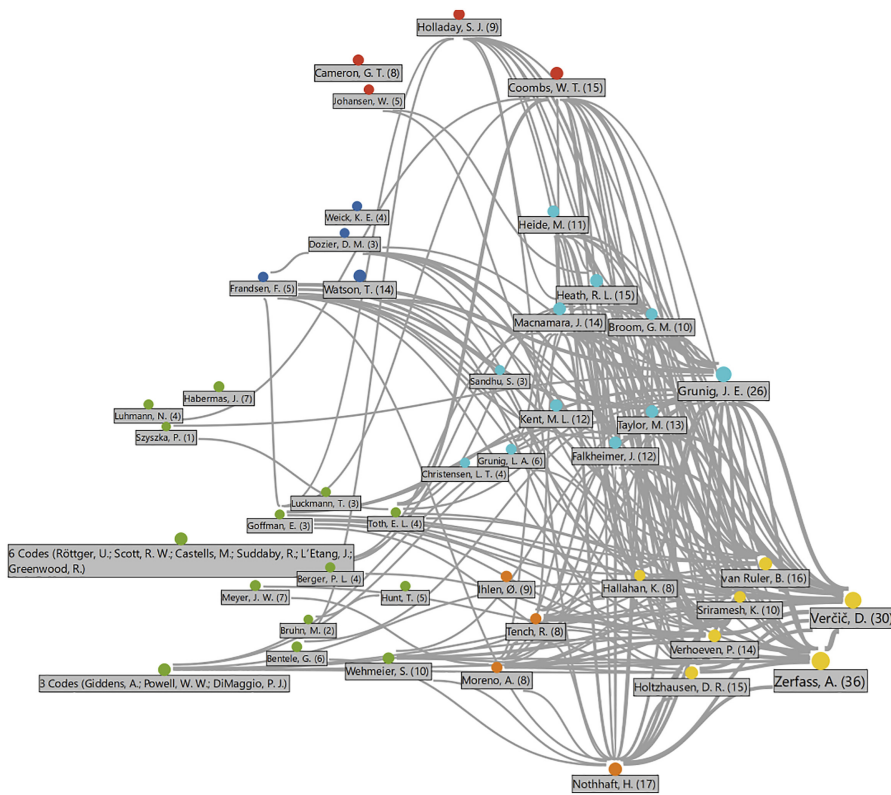 Holladay, S. J. (9)
Cameron, G. T. (8)
Coombs, W. T. (15)
Johansen, W. (5)
Weick, K. E. (4)
Heide, M. (11)
Dozier, D. M. (3)
Frandsen, F. (5)
Watson, T. (14)
Heath, R. L. (15)
Macnamara, J. (14)
Broom, G. M. (10)
Sandhu, S. (3)
Grunig, J. E. (26)
Habermas, J. (7)
Luhmann, N. (4)
Kent, M. L. (12)
Taylor, M. (13)
Szyszka, P. (1)
Falkheimer, J. (12)
Grunig, L. A. (6)
Christensen, L. T. (4)
Luckmann, T. (3)
Goffman, E. (3)
Toth, E. L. (4)
6 Codes (Röttger, U.; Scott, R. W.; Castells, M.; Suddaby, R.; L'Etang, J.;
Greenwood, R.)
Berger, P. L. (4)
van Ruler, B. (16)
Ihlen, Ø. (9)
Hallahan, K. (8)
Meyer, J. W. (7)
Hunt, T. (5)
Sriramesh, K. (10)
Verčič, D. (30)
Bruhn, M. (2)
Tench, R. (8)
Verhoeven, P. (14)
Bentele, G. (6)
Wehmeier, S. (10)
Moreno, A. (8)
3 Codes (Giddens, A.; Powell, W. W.; DiMaggio, P. J.)
Holtzhausen, D. R. (15)
Zerfass, A. (36)
Nothhaft, H. (17)